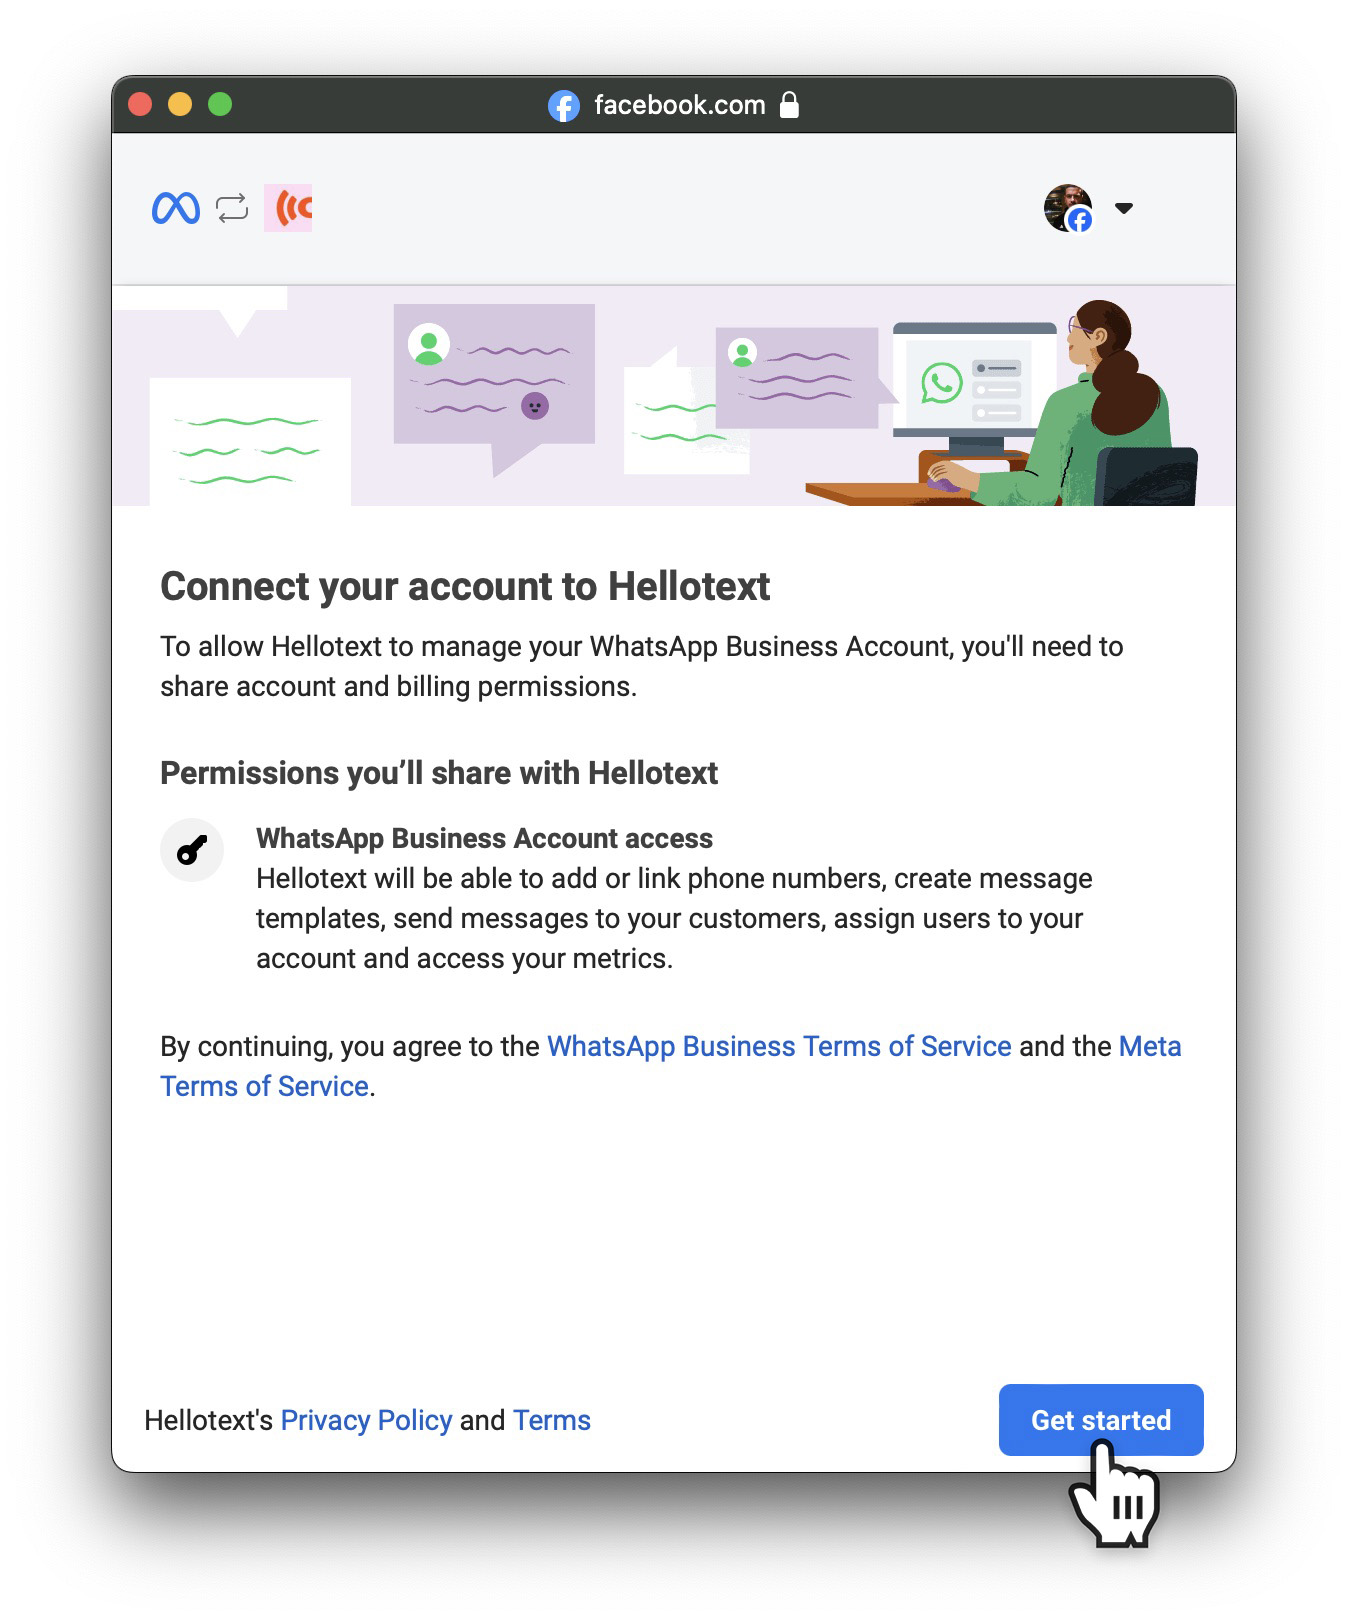 facebook.com
Connect your account to Hellotext
To allow Hellotext to manage your WhatsApp Business Account, you'll need to
share account and billing permissions.
Permissions you’ll share with Hellotext
WhatsApp Business Account access
Hellotext will be able to add or link phone numbers, create message
templates, send messages to your customers, assign users to your
account and access your metrics.
By continuing, you agree to the WhatsApp Business Terms of Service and the Meta
Terms of Service.
Hellotext's Privacy Policy and Terms
Get started